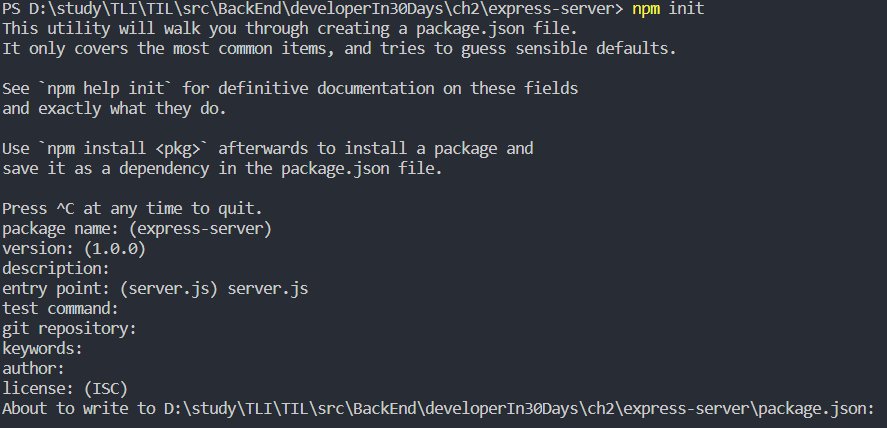 PS D:\study\TLI\TIL\src\BackEnd\developerIn30Days\ch2\express-server> npm init
This utility will walk you through creating a package.json file.
It only covers the most common items, and tries to guess sensible defaults.
See `npm help init` for definitive documentation on these fields
and exactly what they do.
Use `npm install <pkg>` afterwards to install a package and
save it as a dependency in the package.json file.
Press ^C at any time to quit.
package name: (express-server)
version: (1.0.0)
description:
entry point: (server.js) server.js
test command:
git repository:
keywords:
author:
license: (ISC)
About to write to D:\study\TLI\TIL\src\BackEnd\developerIn30Days\ch2\express-server\package.json: